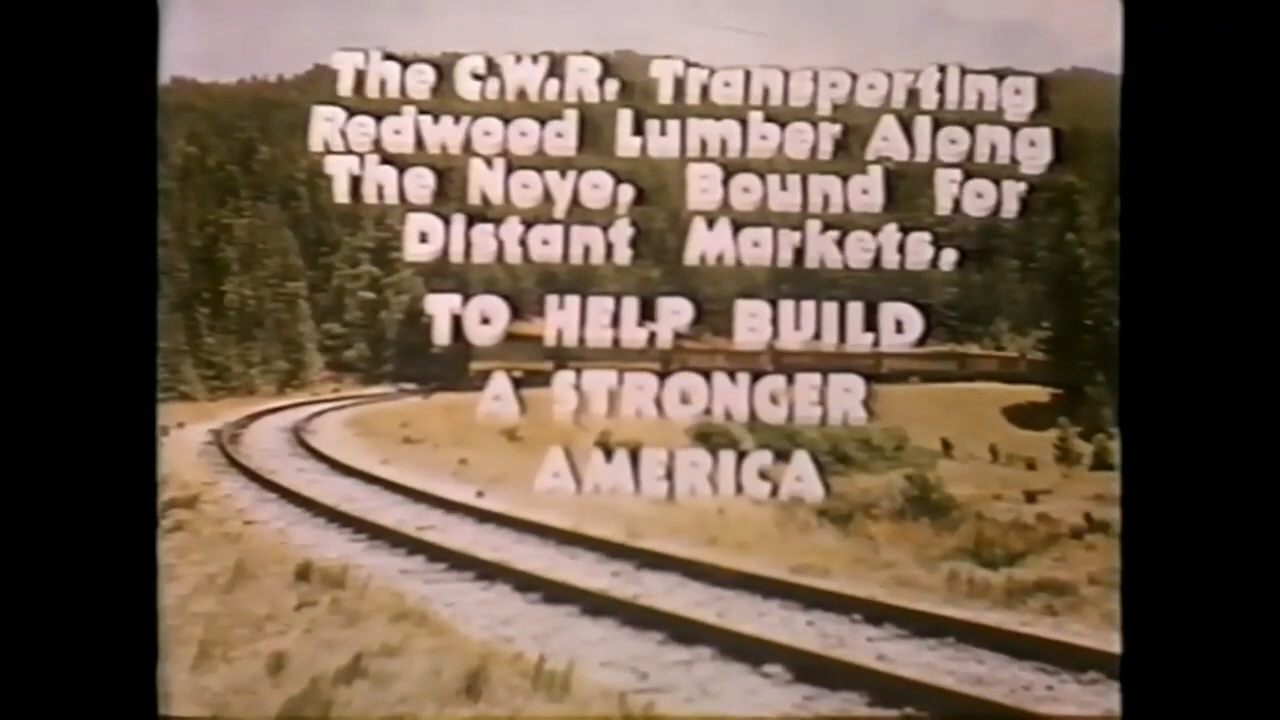 The C.W.R. Transporting
Redwood Lumber Along
The Noyo, Bound For
Distant Markets.
TO HELP BUILD
A STRONGER
AMERICA